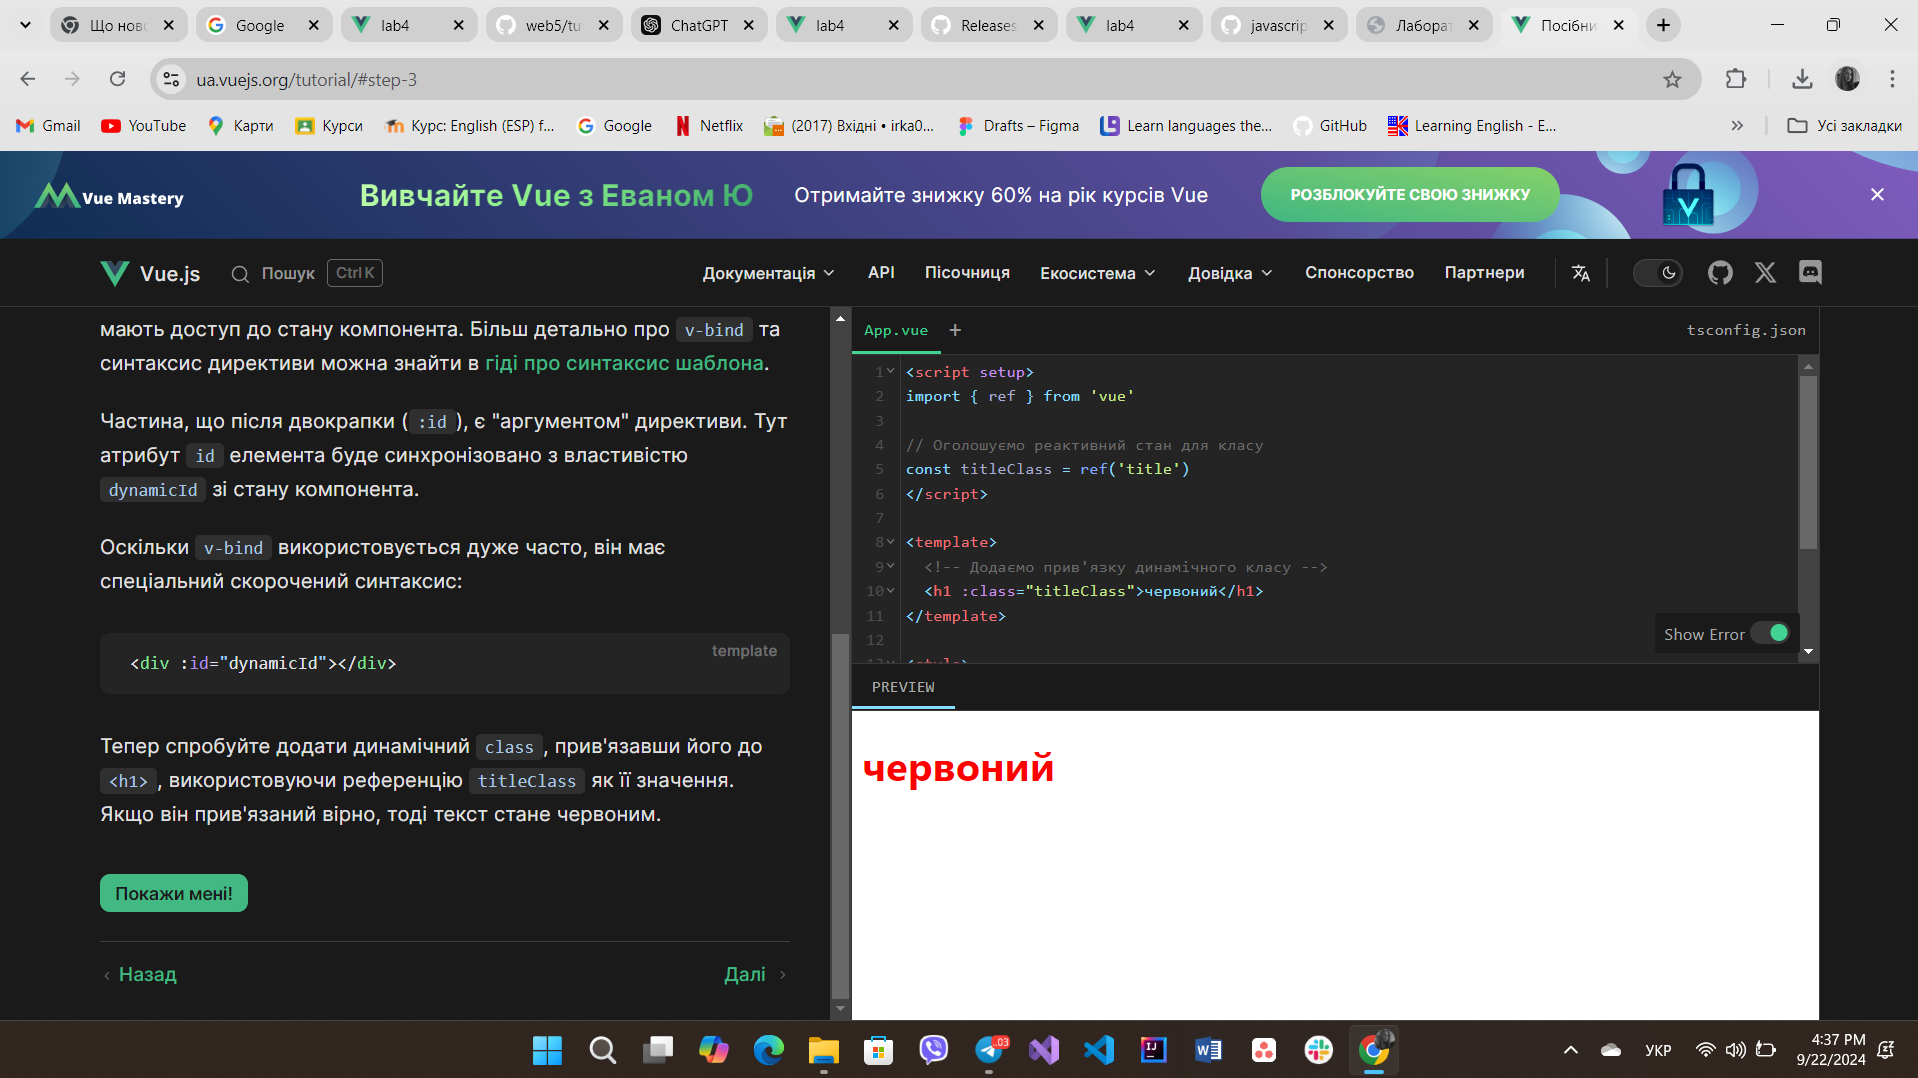 Що ново
Google
lab4
web5/tu
ChatGPT
lab4
Releases
lab4
javascrip
Лаборат
Посібни
ua.vuejs.org/tutorial/#step-3
Gmail
YouTube
Карти
Курси
Курс: English (ESP) f...
Google
Netflix
(2017) Вхідні • irka0...
Drafts – Figma
Learn languages the...
GitHub
Learning English - E...
»
Усі закладки
Vue Mastery
Вивчайте Vue з Еваном Ю
Отримайте знижку 60% на рік курсів Vue
РОЗБЛОКУЙТЕ СВОЮ ЗНИЖКУ
Vue.js
Пошук
Ctrl K
Документація
API
Пісочниця
Екосистема
Довідка
Спонсорство
Партнери
мають доступ до стану компонента. Більш детально про v-bind та
синтаксис директиви можна знайти в гіді про синтаксис шаблона.
Частина, що після двокрапки ( :id ), є "аргументом" директиви. Тут
атрибут id елемента буде синхронізовано з властивістю
dynamicId зі стану компонента.
Оскільки v-bind використовується дуже часто, він має
спеціальний скорочений синтаксис:
template
<div :id="dynamicId"></div>
Тепер спробуйте додати динамічний class , прив'язавши його до
<h1> , використовуючи референцію titleClass як її значення.
Якщо він прив'язаний вірно, тоді текст стане червоним.
Покажи мені!
Назад
Далі
App.vue
+
tsconfig.json
1 <script setup>
2 import { ref } from 'vue'
3
4 // Оголошуємо реактивний стан для класу
5 const titleClass = ref('title')
6 </script>
7
8 <template>
9 <!-- Додаємо прив'язку динамічного класу -->
10 <h1 :class="titleClass">червоний</h1>
11 </template>
12
13 <style>
Show Error
PREVIEW
червоний
.03
УКР
4:37 PM
9/22/2024